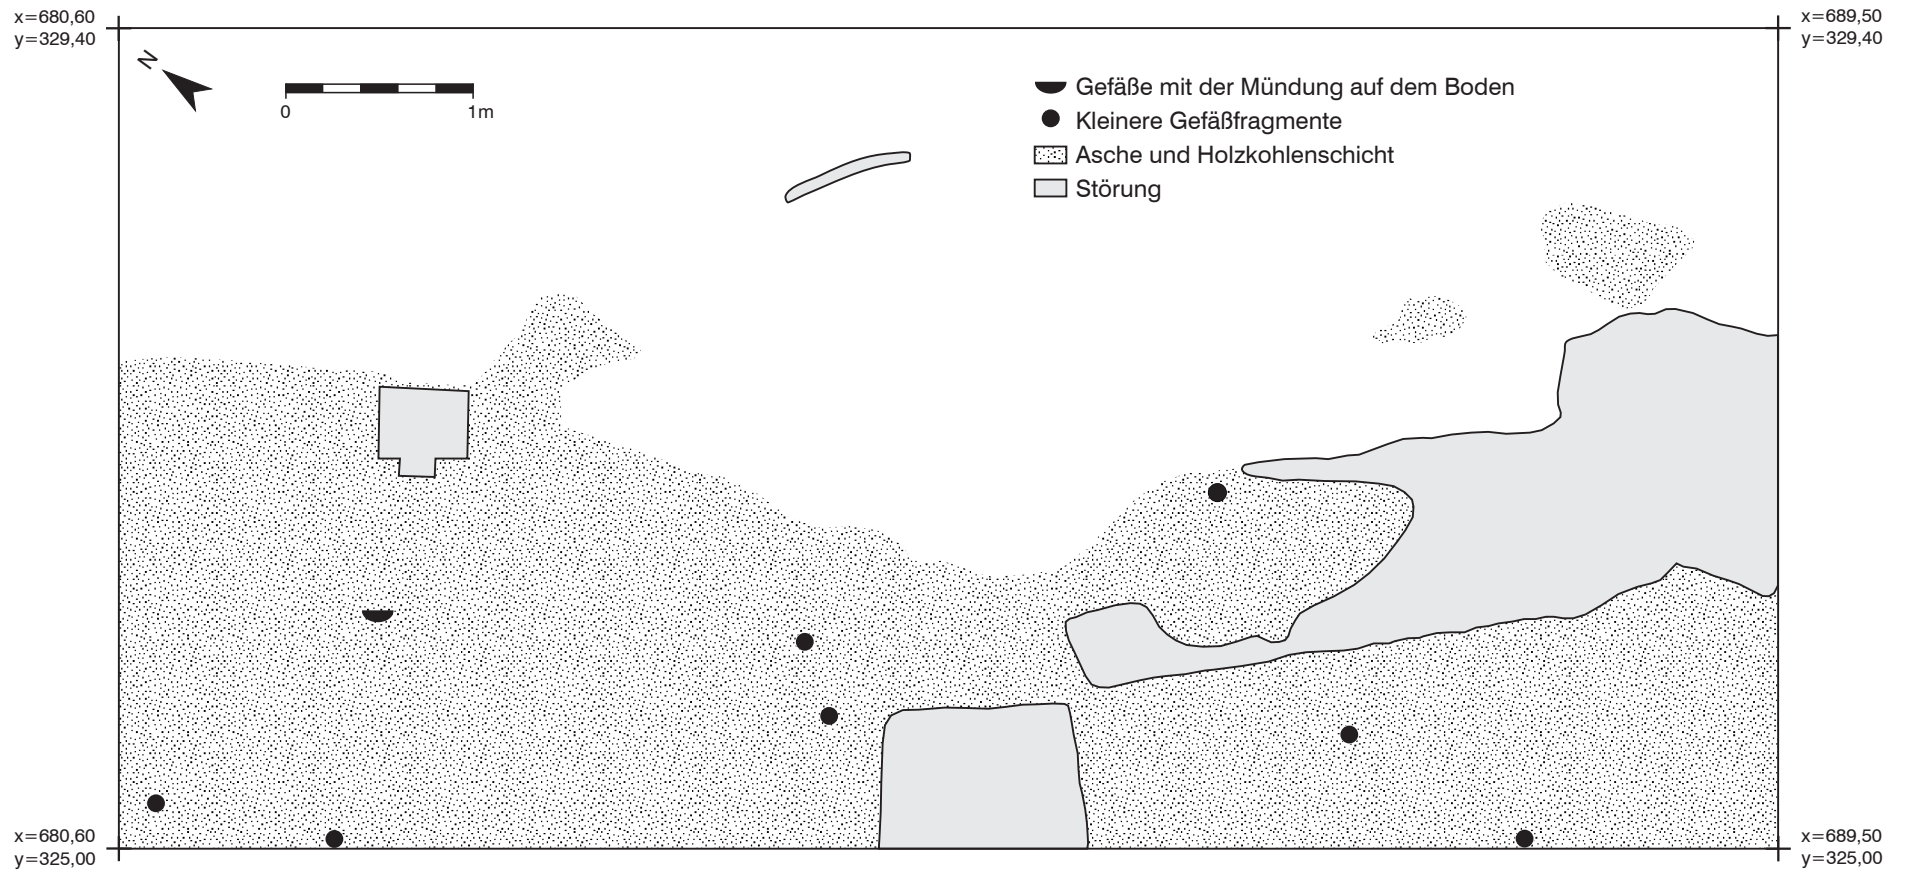 x=680,60
y=329,40
x=689,50
y=329,40
N
0
1m
Gefäße mit der Mündung auf dem Boden
Kleinere Gefäßfragmente
Asche und Holzkohlenschicht
Störung
x=680,60
y=325,00
x=689,50
y=325,00